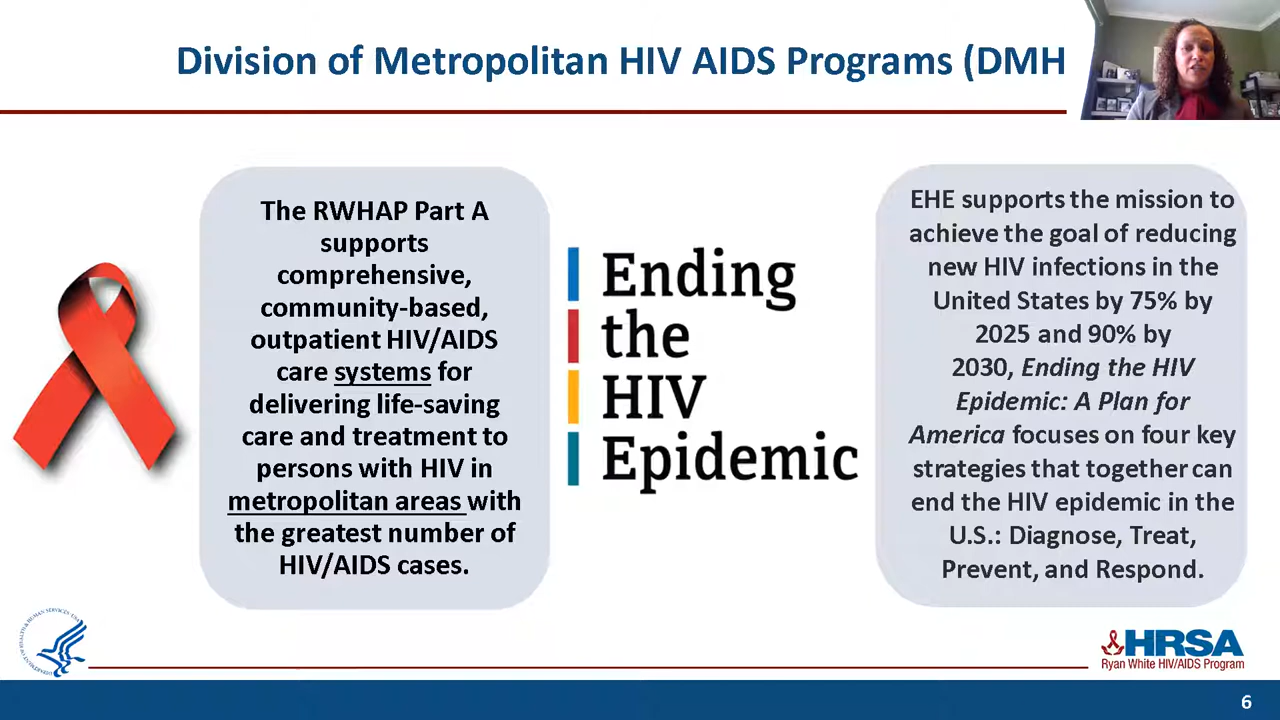 Division of Metropolitan HIV AIDS Programs (DMH
The RWHAP Part A
supports
comprehensive,
community-based,
outpatient HIV/AIDS
care systems for
delivering life-saving
care and treatment to
persons with HIV in
metropolitan areas with
the greatest number of
HIV/AIDS cases.
Ending
the
HIV
Epidemic
EHE supports the mission to
achieve the goal of reducing
new HIV infections in the
United States by 75% by
2025 and 90% by
2030, Ending the HIV
Epidemic: A Plan for
America focuses on four key
strategies that together can
end the HIV epidemic in the
U.S.: Diagnose, Treat,
Prevent, and Respond.
HRSA
Ryan White HIV/AIDS Program
6